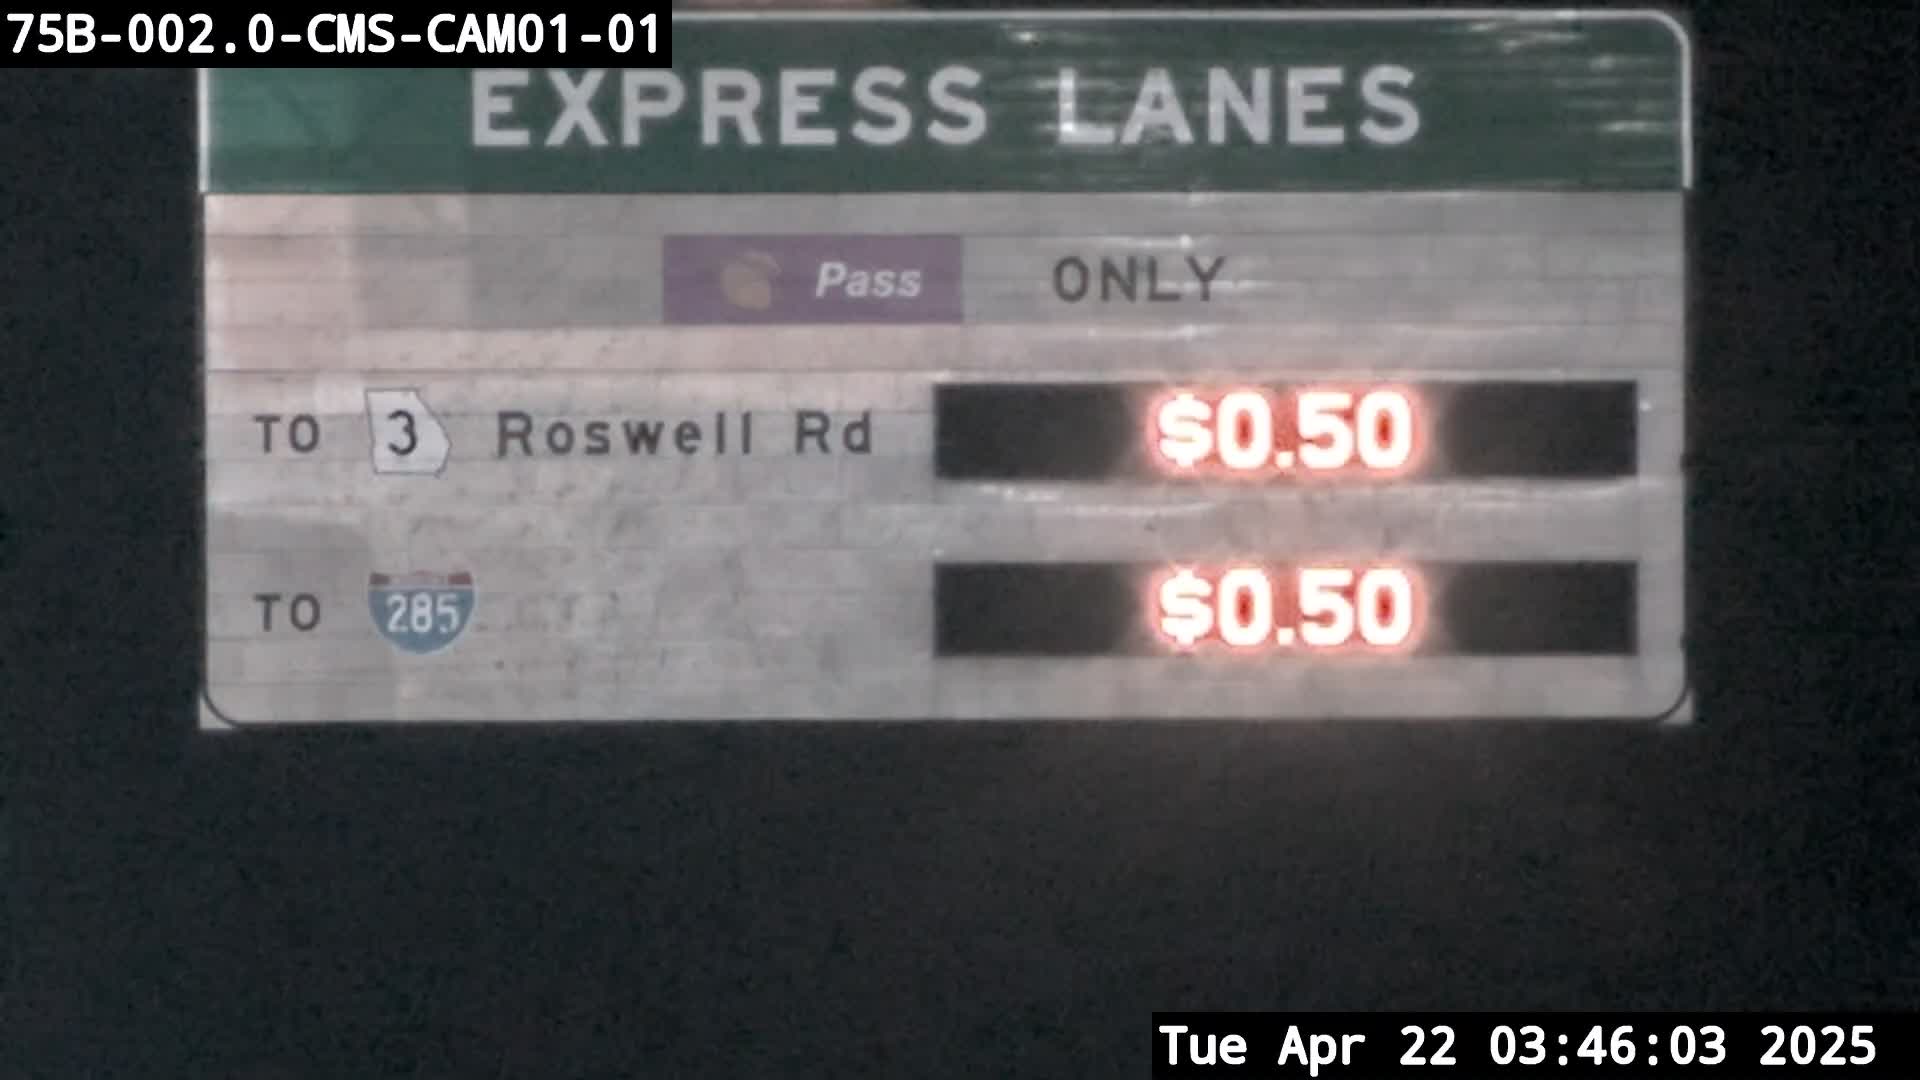 75B-002.0-CMS-CAM01-01
EXPRESS LANES
Pass ONLY
TO 3 Roswell Rd $0.50
TO 285 $0.50
Tue Apr 22 03:46:03 2025